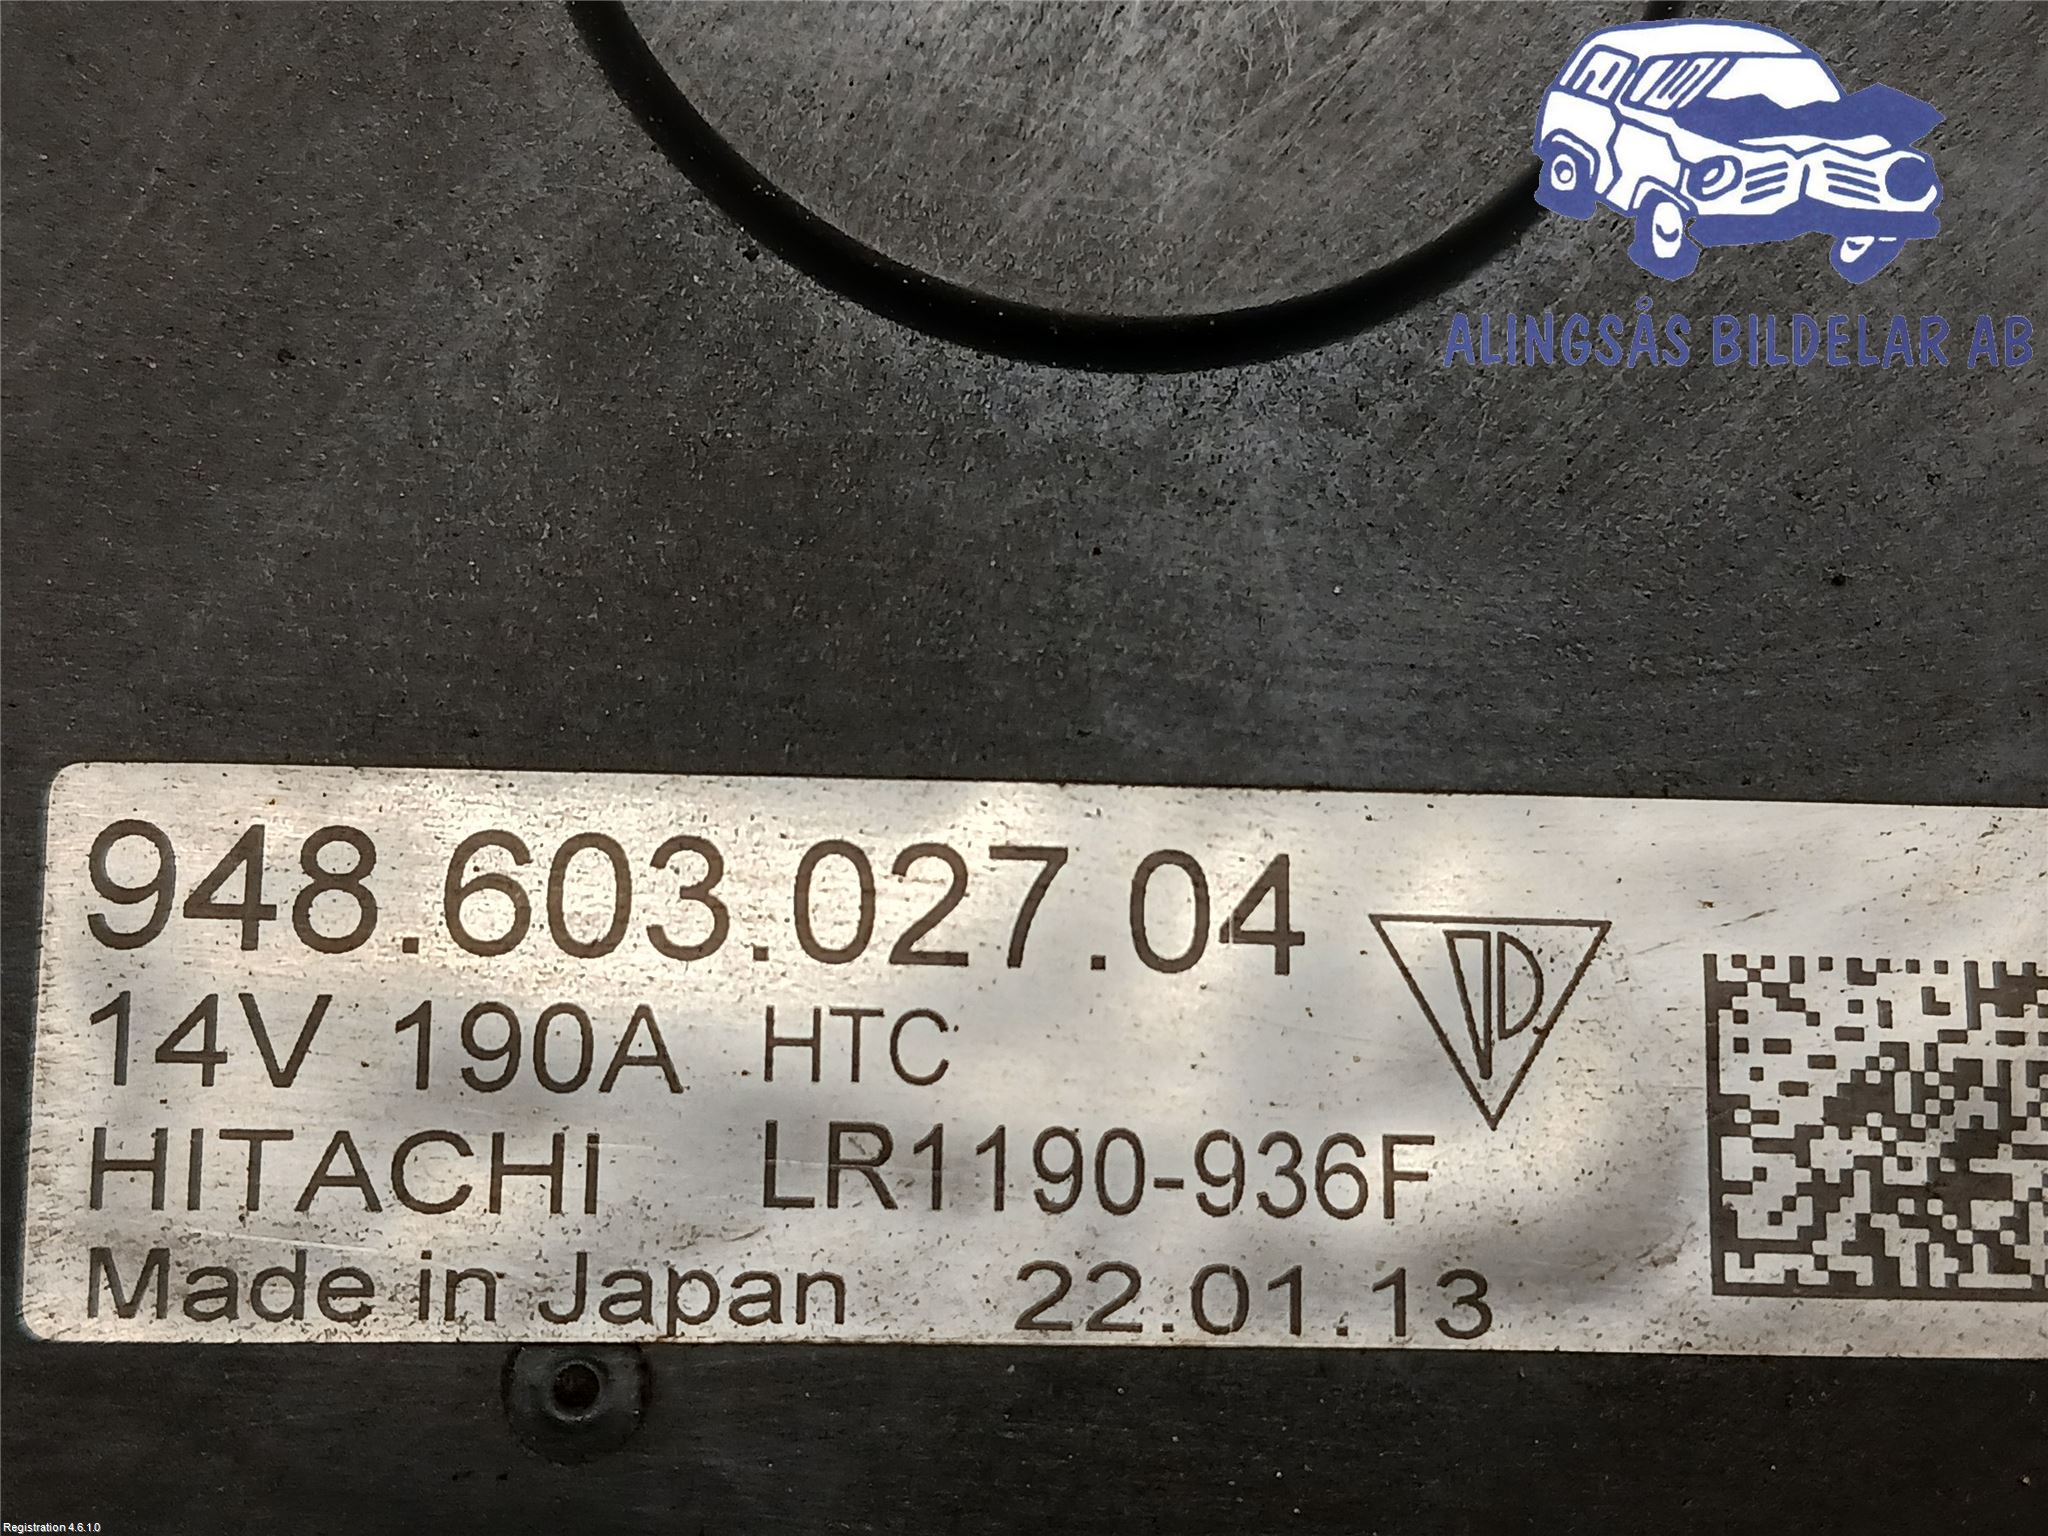 ALINGSÅS BILDELAR AB
948.603.027.04
14V 190A HTC
HITACHI LR1190-936F
Made in Japan 22.01.13
Registration 4.6.1.0